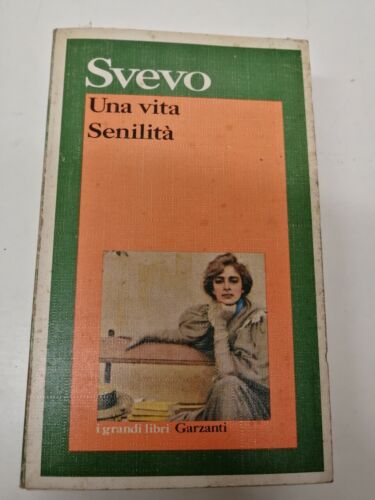 Svevo
Una vita
Senilità
i grandi libri Garzanti